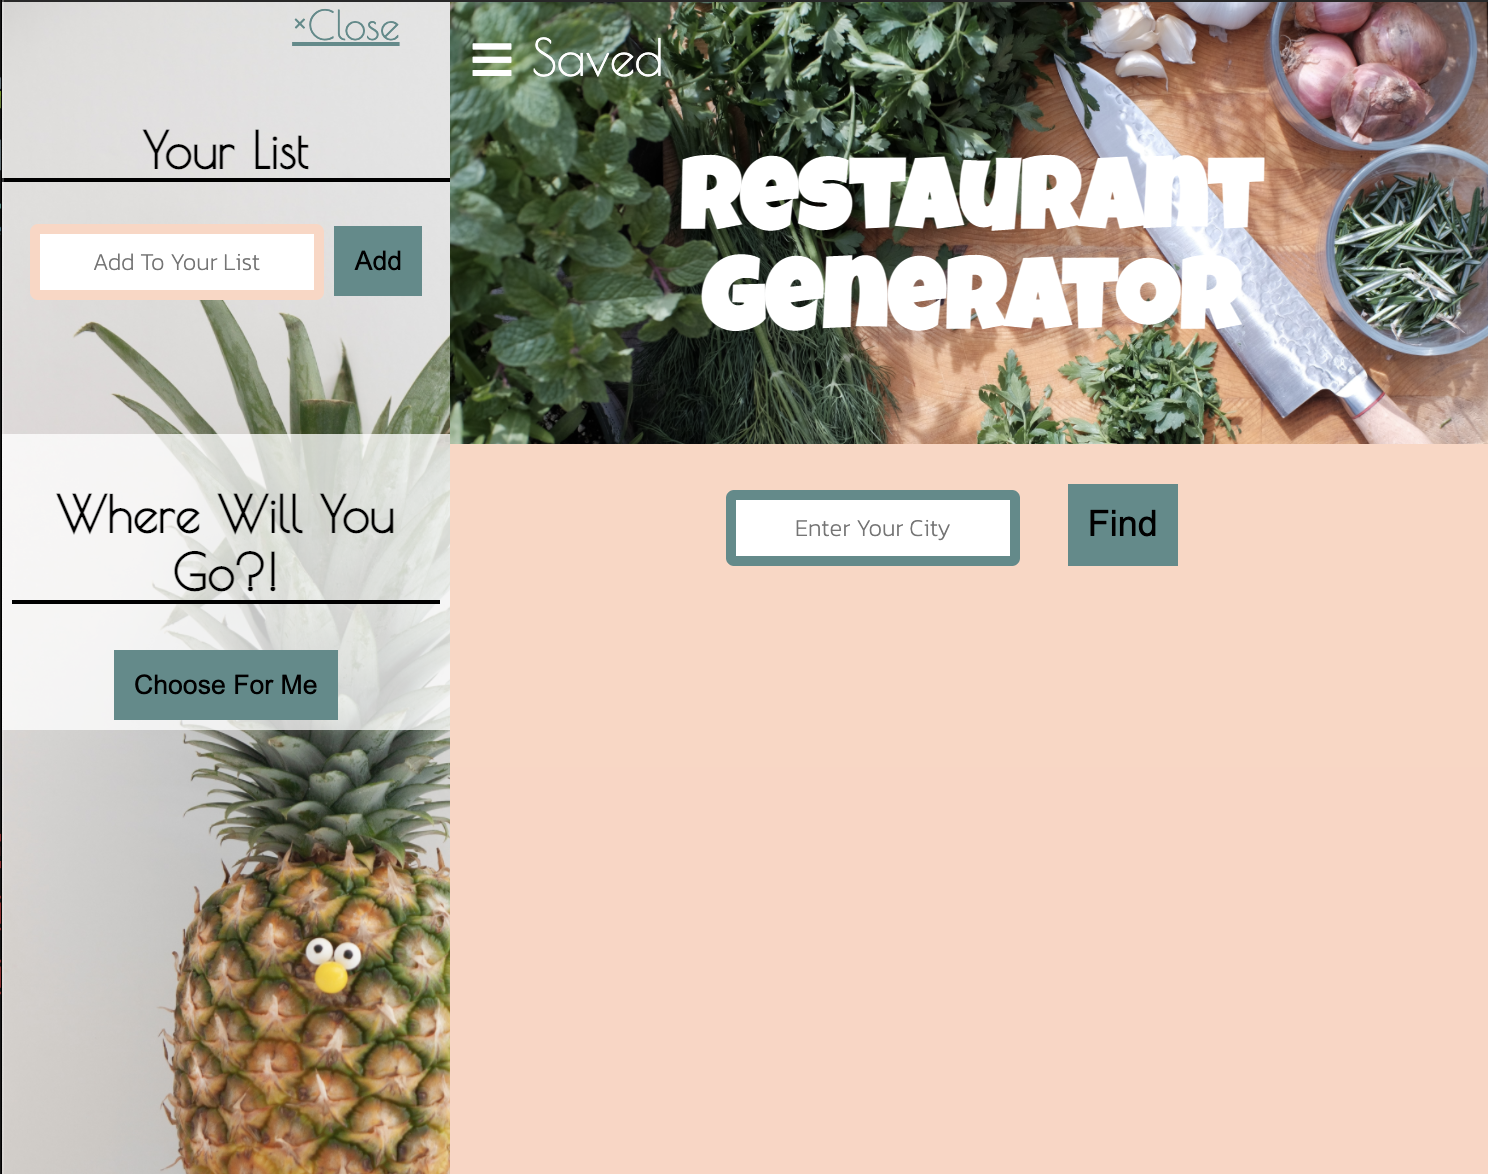 ×Close
Your List
Add To Your List
Add
Where Will You
Go?!
Choose For Me
☰ Saved
Restaurant
Generator
Enter Your City
Find